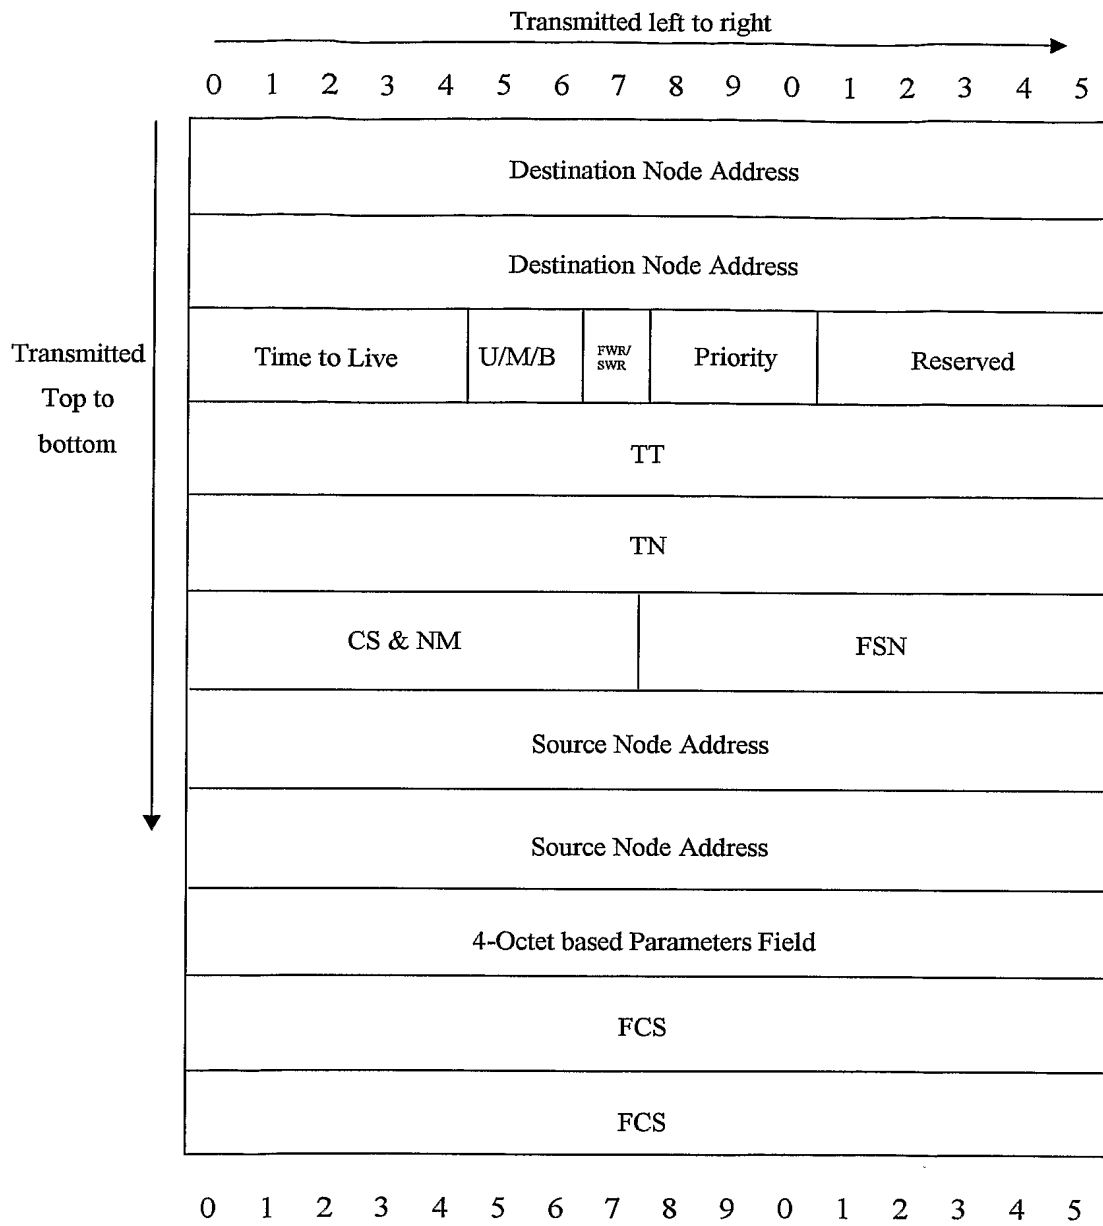 Transmitted left to right
0 1 2 3 4 5 6 7 8 9 0 1 2 3 4 5
Destination Node Address
Destination Node Address
Transmitted
Top to
bottom
Time to Live U/M/B FWR/ Priority Reserved
SWR
TT
TN
CS & NM FSN
Source Node Address
Source Node Address
4-Octet based Parameters Field
FCS
FCS
0 1 2 3 4 5 6 7 8 9 0 1 2 3 4 5